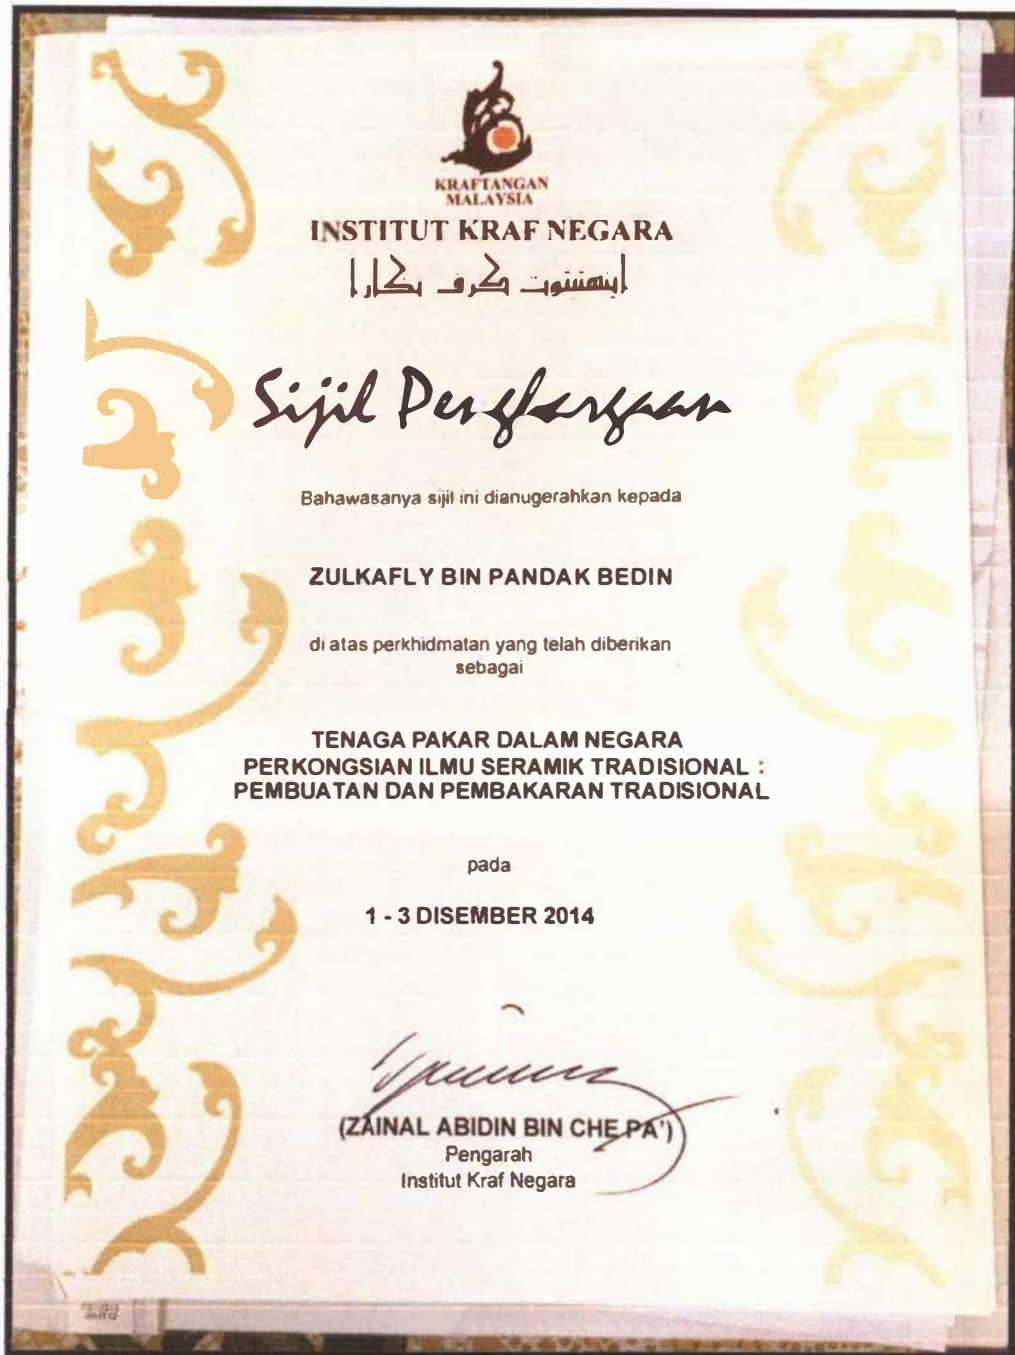 KRAFTANGAN
MALAYSIA
INSTITUT KRAF NEGARA
اينستيتوت كرف نݢارا
Sijil Penghargaan
Bahawasanya sijil ini dianugerahkan kepada
ZULKAFLY BIN PANDAK BEDIN
di atas perkhidmatan yang telah diberikan
sebagai
TENAGA PAKAR DALAM NEGARA
PERKONGSIAN ILMU SERAMIK TRADISIONAL :
PEMBUATAN DAN PEMBAKARAN TRADISIONAL
pada
1 - 3 DISEMBER 2014
(ZAINAL ABIDIN BIN CHE PA')
Pengarah
Institut Kraf Negara